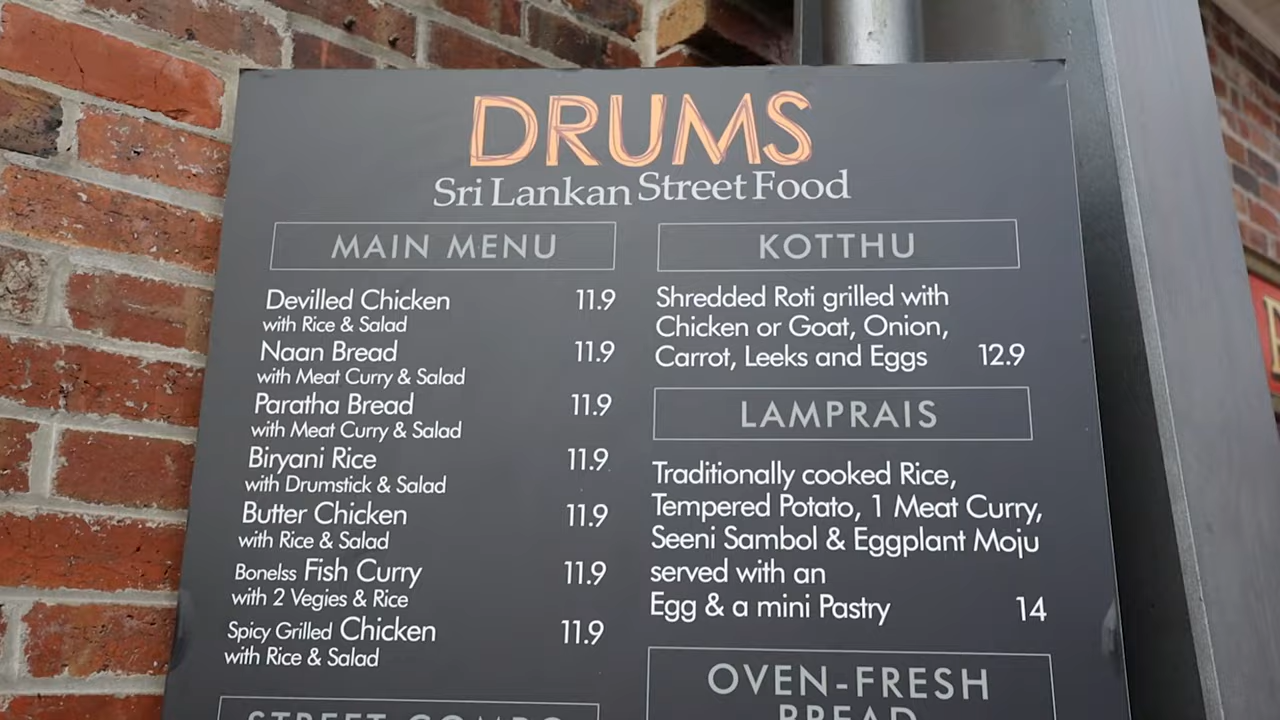 DRUMS
Sri Lankan Street Food
MAIN MENU
Devilled Chicken 11.9
with Rice & Salad
Naan Bread 11.9
with Meat Curry & Salad
Paratha Bread 11.9
with Meat Curry & Salad
Biryani Rice 11.9
with Drumstick & Salad
Butter Chicken 11.9
with Rice & Salad
Bonelss Fish Curry 11.9
with 2 Vegies & Rice
Spicy Grilled Chicken 11.9
with Rice & Salad
STREET COMBO
KOTTHU
Shredded Roti grilled with
Chicken or Goat, Onion,
Carrot, Leeks and Eggs 12.9
LAMPRAIS
Traditionally cooked Rice,
Tempered Potato, 1 Meat Curry,
Seeni Sambol & Eggplant Moju
served with an
Egg & a mini Pastry 14
OVEN-FRESH
BREAD